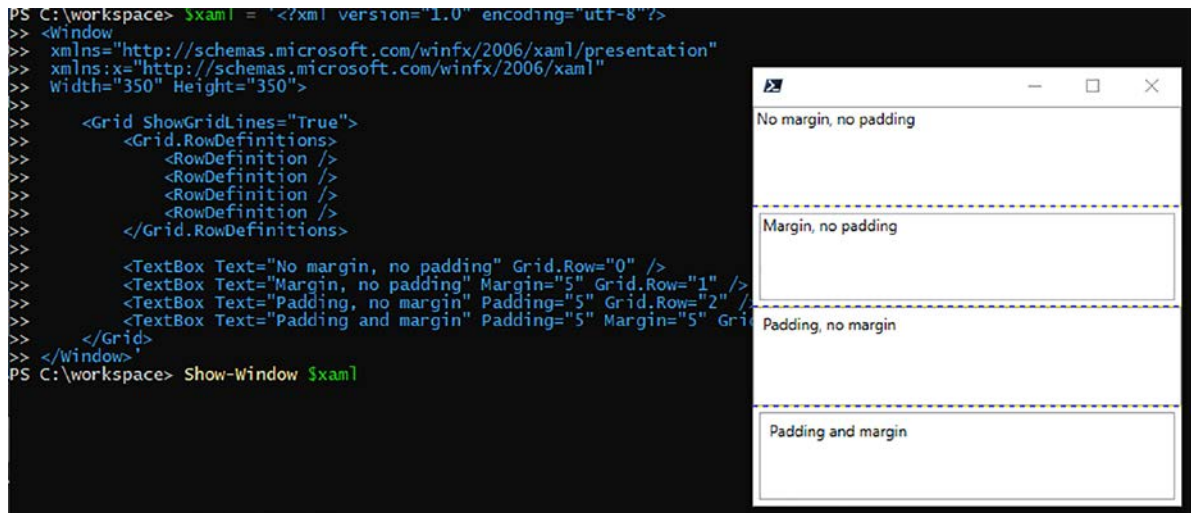 PS C:\workspace> $xaml = '<?xml version="1.0" encoding="utf-8"?>
>> <Window
>>  xmlns="http://schemas.microsoft.com/winfx/2006/xaml/presentation"
>>  xmlns:x="http://schemas.microsoft.com/winfx/2006/xaml"
>>  Width="350" Height="350">
>>
>>     <Grid ShowGridLines="True">
>>         <Grid.RowDefinitions>
>>             <RowDefinition />
>>             <RowDefinition />
>>             <RowDefinition />
>>             <RowDefinition />
>>         </Grid.RowDefinitions>
>>
>>         <TextBox Text="No margin, no padding" Grid.Row="0" />
>>         <TextBox Text="Margin, no padding" Margin="5" Grid.Row="1" />
>>         <TextBox Text="Padding, no margin" Padding="5" Grid.Row="2" /
>>         <TextBox Text="Padding and margin" Padding="5" Margin="5" Gri
>>     </Grid>
>> </Window>'
PS C:\workspace> Show-Window $xaml
No margin, no padding
Margin, no padding
Padding, no margin
Padding and margin